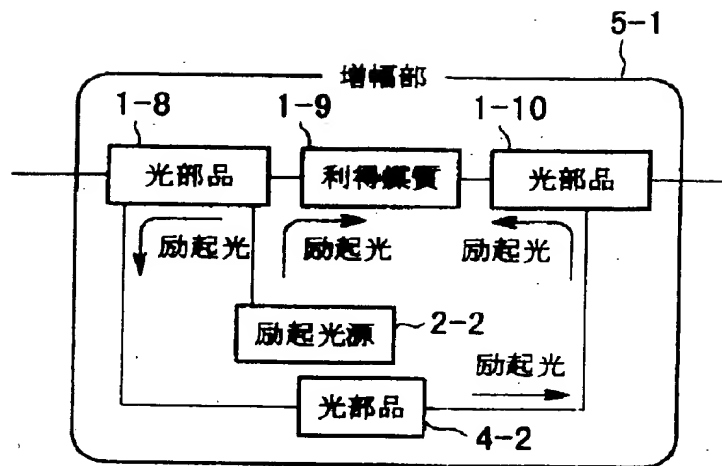 5-1
増幅部
1-8
1-9
1-10
光部品
利得媒質
光部品
励起光
励起光
励起光
励起光源
2-2
励起光
光部品
4-2